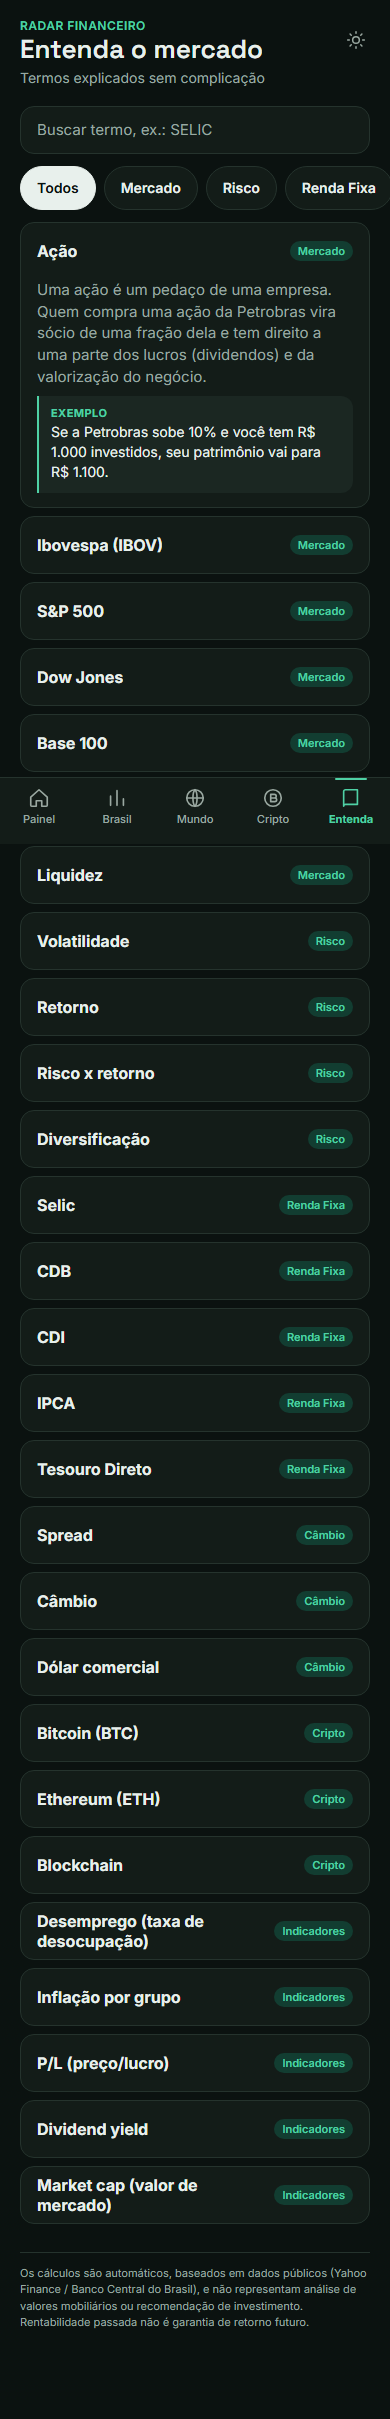 RADAR FINANCEIRO
Entenda o mercado
Termos explicados sem complicação
Buscar termo, ex.: SELIC
Todos
Mercado
Risco
Renda Fixa
Ação
Mercado
Uma ação é um pedaço de uma empresa.
Quem compra uma ação da Petrobras vira
sócio de uma fração dela e tem direito a
uma parte dos lucros (dividendos) e da
valorização do negócio.
EXEMPLO
Se a Petrobras sobe 10% e você tem R$
1.000 investidos, seu patrimônio vai para
R$ 1.100.
Ibovespa (IBOV)
Mercado
S&P 500
Mercado
Dow Jones
Mercado
Base 100
Mercado
Painel
Brasil
Mundo
Cripto
Entenda
Liquidez
Mercado
Volatilidade
Risco
Retorno
Risco
Risco x retorno
Risco
Diversificação
Risco
Selic
Renda Fixa
CDB
Renda Fixa
CDI
Renda Fixa
IPCA
Renda Fixa
Tesouro Direto
Renda Fixa
Spread
Câmbio
Câmbio
Câmbio
Dólar comercial
Câmbio
Bitcoin (BTC)
Cripto
Ethereum (ETH)
Cripto
Blockchain
Cripto
Desemprego (taxa de
desocupação)
Indicadores
Inflação por grupo
Indicadores
P/L (preço/lucro)
Indicadores
Dividend yield
Indicadores
Market cap (valor de
mercado)
Indicadores
Os cálculos são automáticos, baseados em dados públicos (Yahoo
Finance / Banco Central do Brasil), e não representam análise de
valores mobiliários ou recomendação de investimento.
Rentabilidade passada não é garantia de retorno futuro.